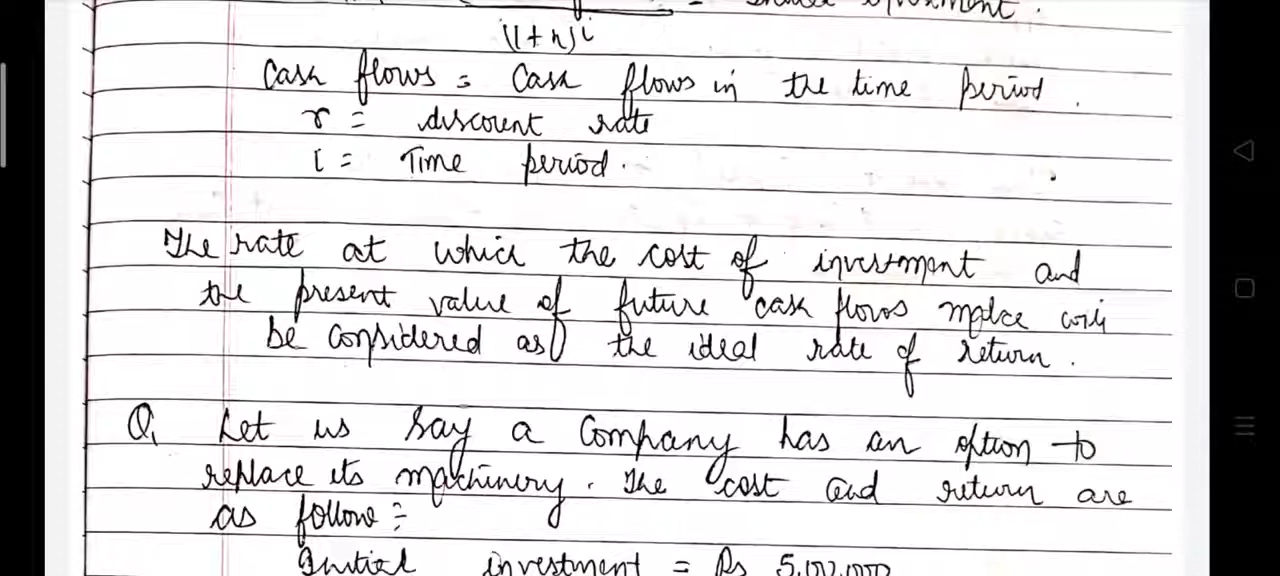 = initial investment.
(1+r)i
Cash flows = Cash flows in the time period.
r = discount rate
i = Time period.
The rate at which the cost of investment and
the present value of future cash flows will
be considered as the ideal rate of return.
Q, Let us say a Company has an option to
replace its machinery. The cost and return are
as follow :-
Initial investment = Rs